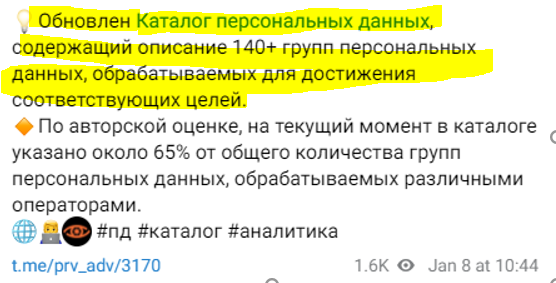 💡 Обновлен Каталог персональных данных,
содержащий описание 140+ групп персональных
данных, обрабатываемых для достижения
соответствующих целей.
🔸 По авторской оценке, на текущий момент в каталоге
указано около 65% от общего количества групп
персональных данных, обрабатываемых различными
операторами.
#пд #каталог #аналитика
t.me/prv_adv/3170 1.6K Jan 8 at 10:44